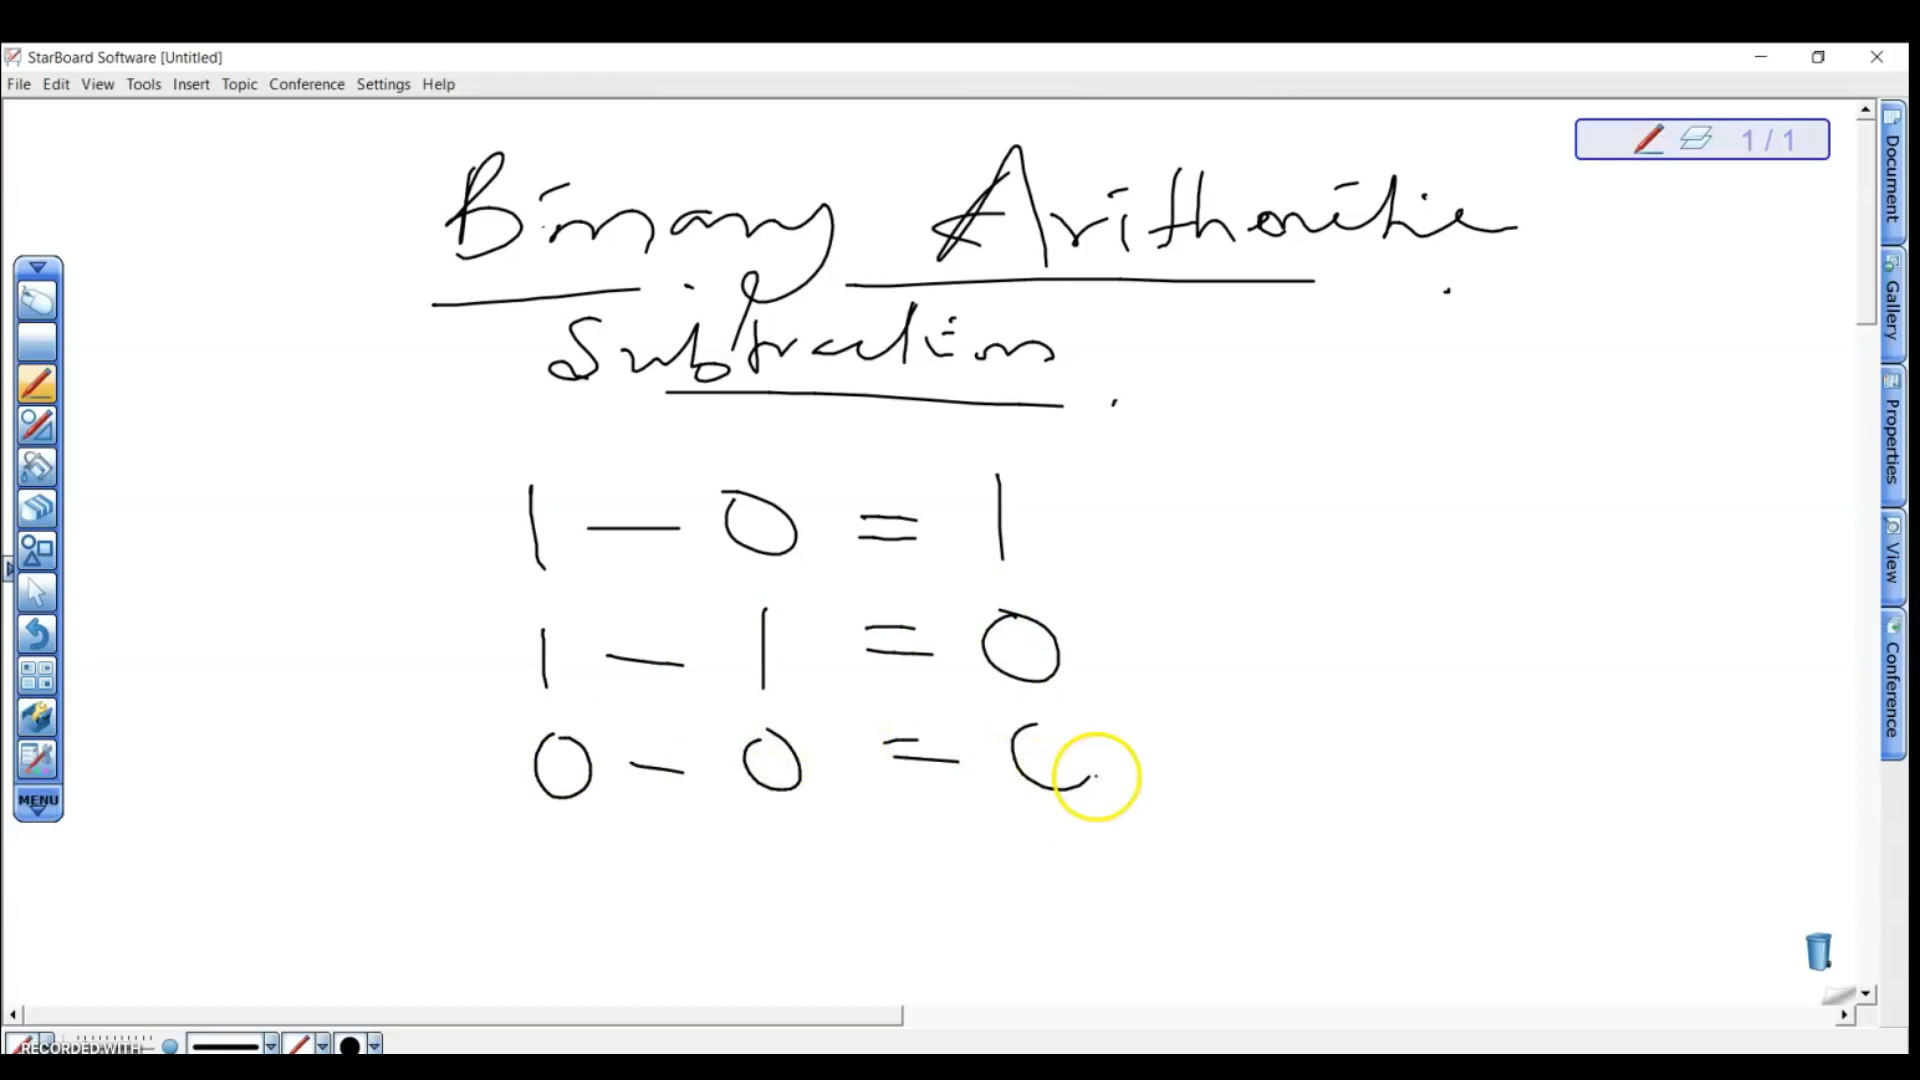 StarBoard Software [Untitled]
File Edit View Tools Insert Topic Conference Settings Help
1 / 1
Binary Arithmitic
Subtraction
1 - 0 = 1
1 - 1 = 0
0 - 0 = 0
Document
Gallery
Properties
View
Conference
MENU
RECORDED WITH